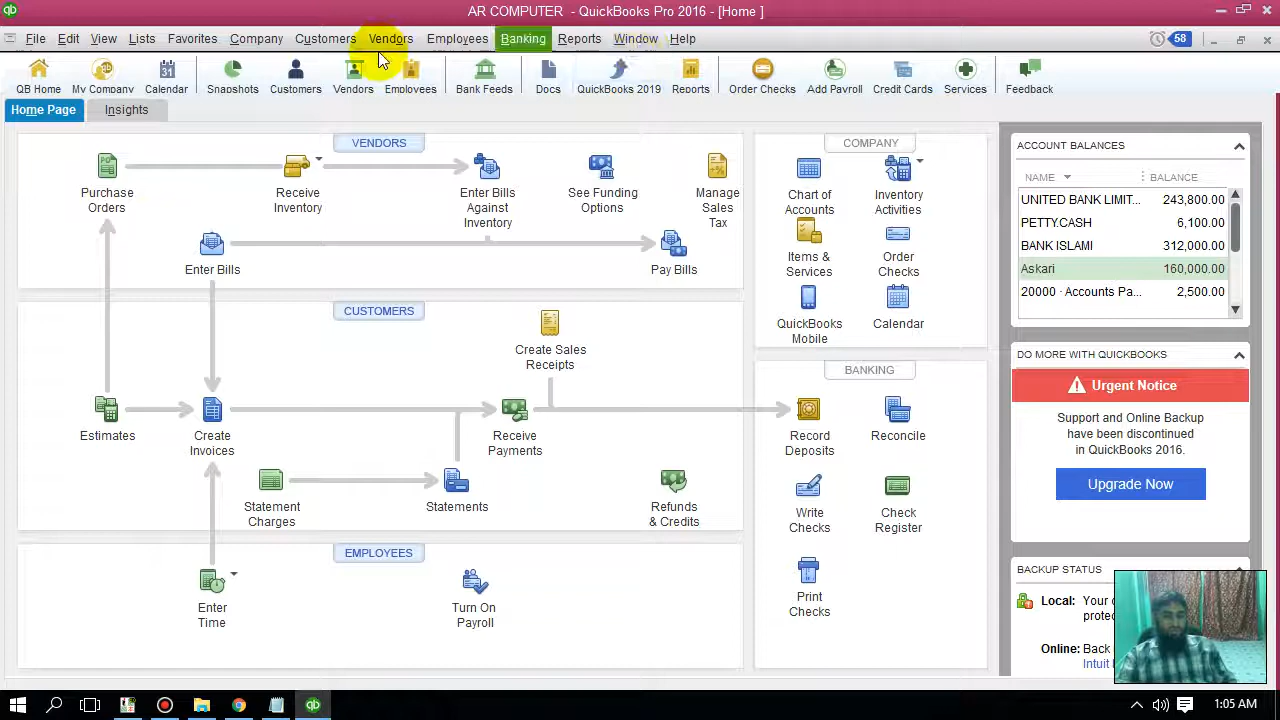 AR COMPUTER - QuickBooks Pro 2016 - [Home ]
File Edit View Lists Favorites Company Customers Vendors Employees Banking Reports Window Help
58
QB Home My Company Calendar Snapshots Customers Vendors Employees Bank Feeds Docs QuickBooks 2019 Reports Order Checks Add Payroll Credit Cards Services Feedback
Home Page Insights
VENDORS
Purchase
Orders
Receive
Inventory
Enter Bills
Against
Inventory
See Funding
Options
Manage
Sales
Tax
Enter Bills
Pay Bills
CUSTOMERS
Create Sales
Receipts
Estimates
Create
Invoices
Receive
Payments
Statement
Charges
Statements
Refunds
& Credits
EMPLOYEES
Enter
Time
Turn On
Payroll
COMPANY
Chart of
Accounts
Inventory
Activities
Items &
Services
Order
Checks
QuickBooks
Mobile
Calendar
BANKING
Record
Deposits
Reconcile
Write
Checks
Check
Register
Print
Checks
ACCOUNT BALANCES
NAME BALANCE
UNITED BANK LIMIT... 243,800.00
PETTY.CASH 6,100.00
BANK ISLAMI 312,000.00
Askari 160,000.00
20000 · Accounts Pa... 2,500.00
DO MORE WITH QUICKBOOKS
Urgent Notice
Support and Online Backup
have been discontinued
in QuickBooks 2016.
Upgrade Now
BACKUP STATUS
Local: Your
prote
Online: Back
Intuit
1:05 AM